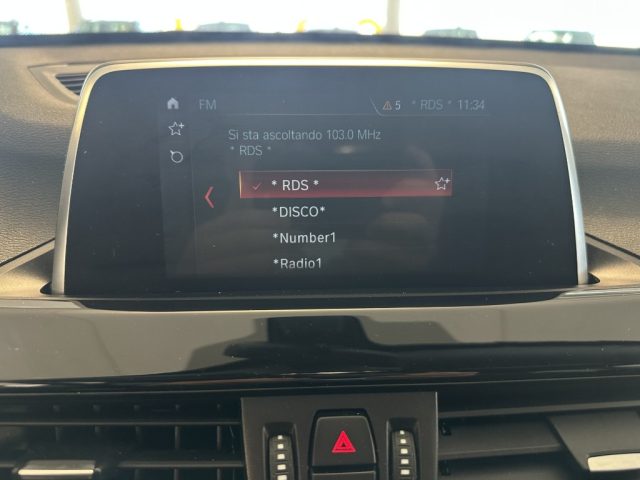 FM
5 * RDS * 11:34
Si sta ascoltando 103.0 MHz
* RDS *
* RDS *
*DISCO*
*Number1
*Radio1